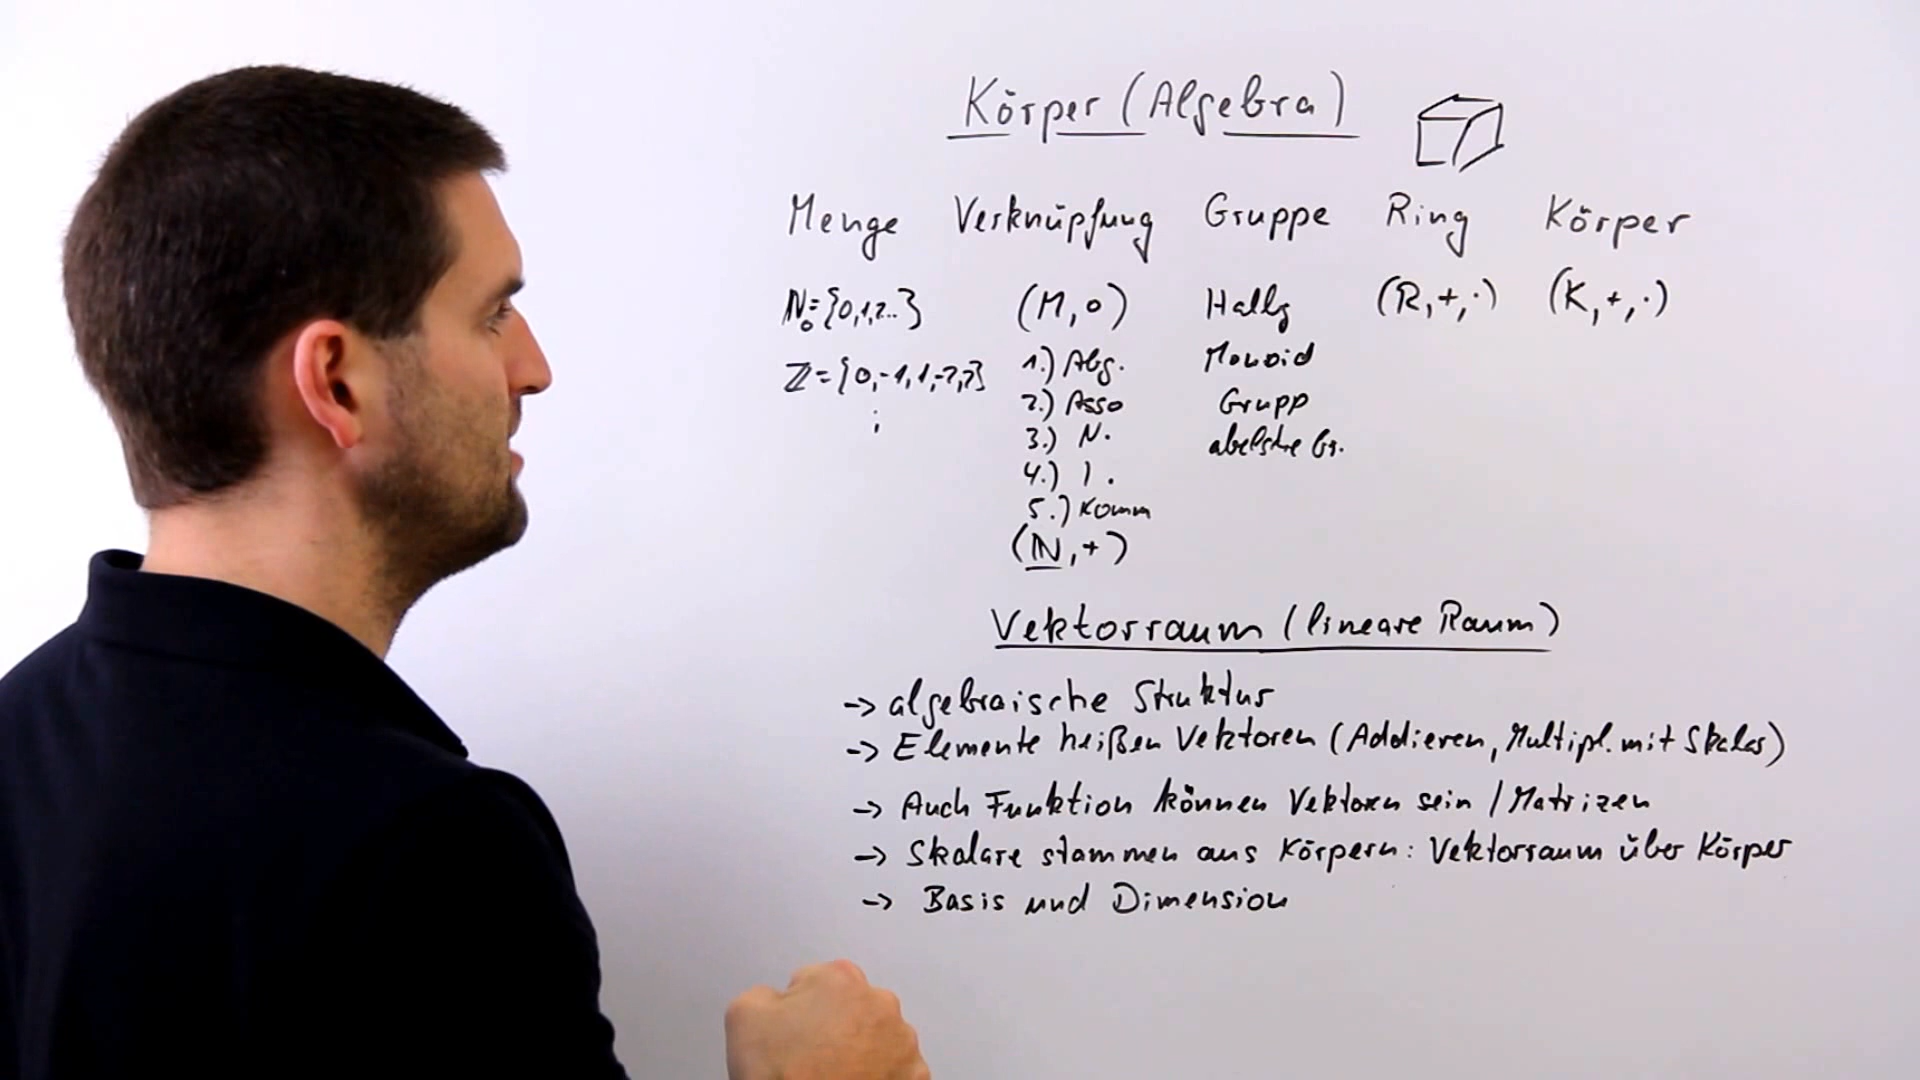 Körper (Algebra)
Menge Verknüpfung Gruppe Ring Körper
N₀={0,1,2..} (M,∘) Hallg (R,+,·) (K,+,·)
ℤ={0,-1,1,-2,2} 1.) Abg. Monoid
2.) Asso Grupp
3.) N. abelsche Gr.
4.) I.
5.) Komm
(ℕ,+)
Vektorraum (lineare Raum)
-> algebraische Struktur
-> Elemente heißen Vektoren (Addieren, Multipl. mit Skalar)
-> Auch Funktion können Vektoren sein / Matrizen
-> Skalare stammen aus Körpern: Vektorraum über Körper
-> Basis und Dimension